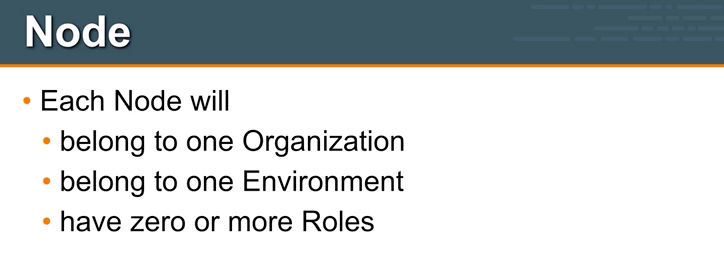 Node
• Each Node will
• belong to one Organization
• belong to one Environment
• have zero or more Roles